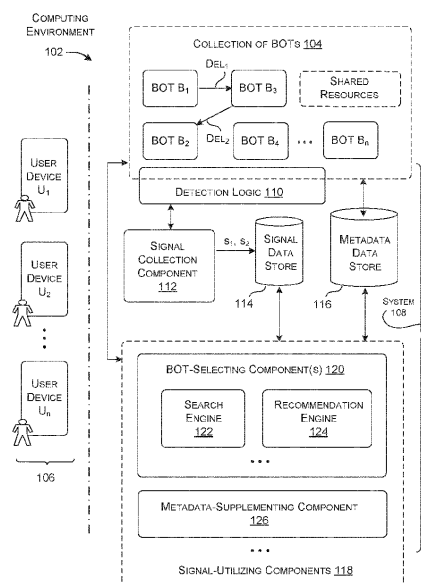 COMPUTING
ENVIRONMENT
102
COLLECTION OF BOTS 104
DEL1
BOT B1
BOT B3
SHARED
RESOURCES
DEL2
BOT B2
BOT B4
• • •
BOT Bn
USER
DEVICE
U1
DETECTION LOGIC 110
SIGNAL
COLLECTION
COMPONENT
112
S1, S2
SIGNAL
DATA
STORE
114
METADATA
DATA
STORE
116
USER
DEVICE
U2
SYSTEM
108
BOT-SELECTING COMPONENT(S) 120
SEARCH
ENGINE
122
RECOMMENDATION
ENGINE
124
• • •
USER
DEVICE
Un
106
METADATA-SUPPLEMENTING COMPONENT
126
• • •
SIGNAL-UTILIZING COMPONENTS 118